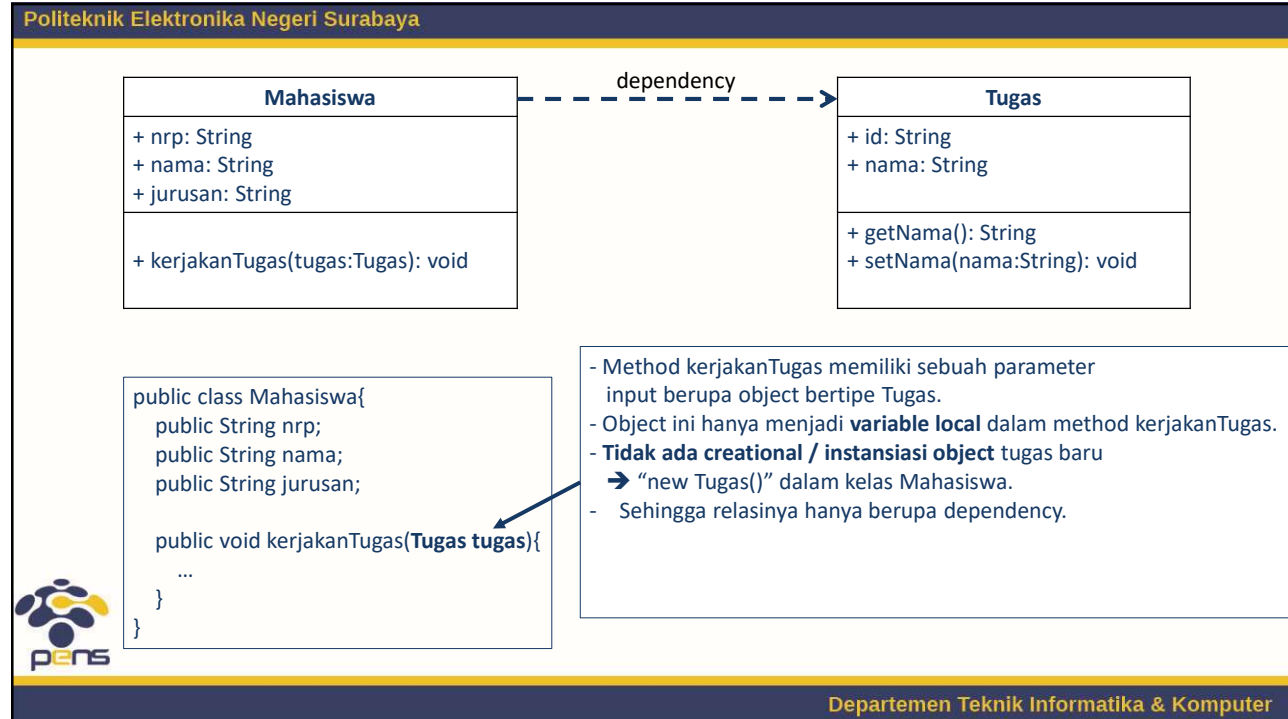 Politeknik Elektronika Negeri Surabaya
dependency
Mahasiswa
+ nrp: String
+ nama: String
+ jurusan: String
+ kerjakanTugas(tugas:Tugas): void
Tugas
+ id: String
+ nama: String
+ getNama(): String
+ setNama(nama:String): void
public class Mahasiswa{
public String nrp;
public String nama;
public String jurusan;
public void kerjakanTugas(Tugas tugas){
…
}
}
- Method kerjakanTugas memiliki sebuah parameter
input berupa object bertipe Tugas.
- Object ini hanya menjadi variable local dalam method kerjakanTugas.
- Tidak ada creational / instansiasi object tugas baru
➔ “new Tugas()” dalam kelas Mahasiswa.
- Sehingga relasinya hanya berupa dependency.
pens
Departemen Teknik Informatika & Komputer